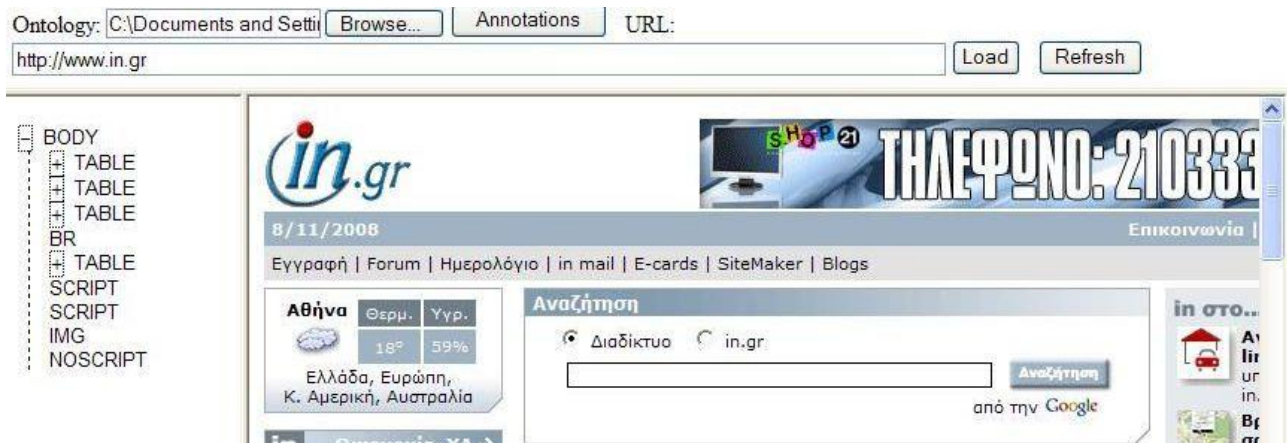 Ontology: C:\Documents and Setti Browse... Annotations URL:
http://www.in.gr Load Refresh
BODY
TABLE
TABLE
TABLE
BR
TABLE
SCRIPT
SCRIPT
IMG
NOSCRIPT
in.gr
SHOP 21
ΤΗΛΕΦΩΝΟ: 210333
8/11/2008 Επικοινωνία |
Εγγραφή | Forum | Ημερολόγιο | in mail | E-cards | SiteMaker | Blogs
Αθήνα Θερμ. Υγρ.
18° 59%
Ελλάδα, Ευρώπη,
Κ. Αμερική, Αυστραλία
Αναζήτηση
Διαδίκτυο in.gr
Αναζήτηση
από την Google
in στο...
in.